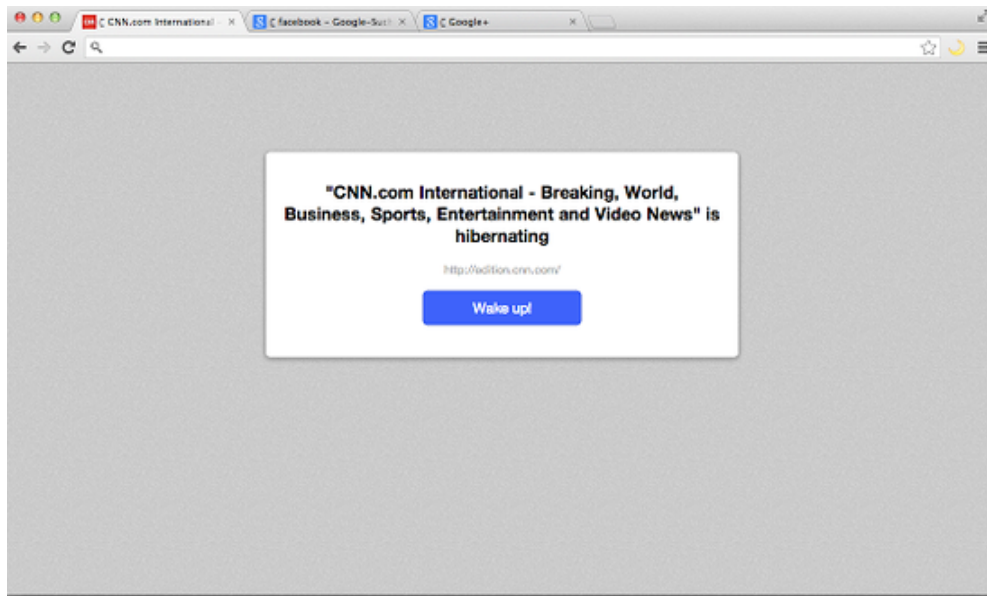 CNN.com International -
facebook - Google-Such
Google+
"CNN.com International - Breaking, World,
Business, Sports, Entertainment and Video News" is
hibernating
http://edition.cnn.com/
Wake up!